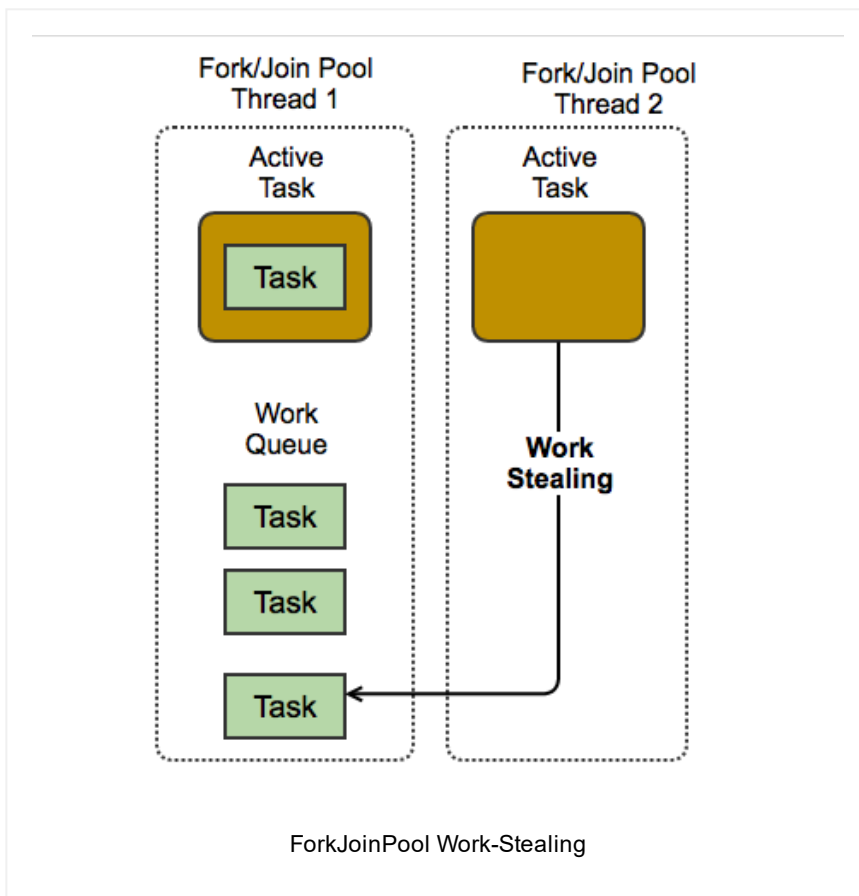 Fork/Join Pool
Thread 1
Fork/Join Pool
Thread 2
Active
Task
Active
Task
Task
Work
Queue
Work
Stealing
Task
Task
Task
ForkJoinPool Work-Stealing